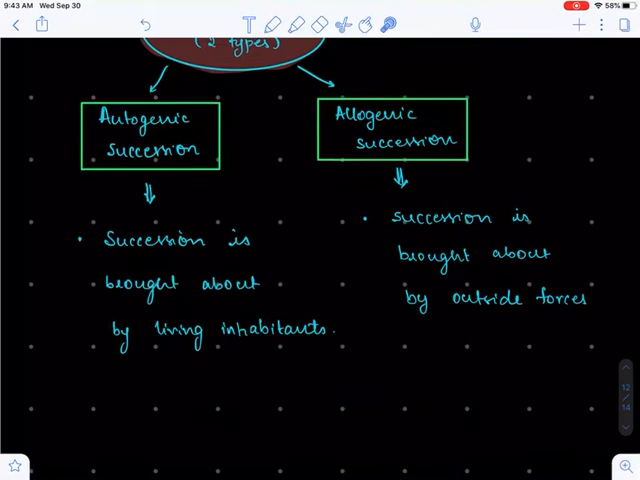 9:43 AM Wed Sep 30
58%
(2 types)
Autogenic
succession
Allogenic
succession
• Succession is
brought about
by living inhabitants.
• succession is
brought about
by outside forces
12
/
14